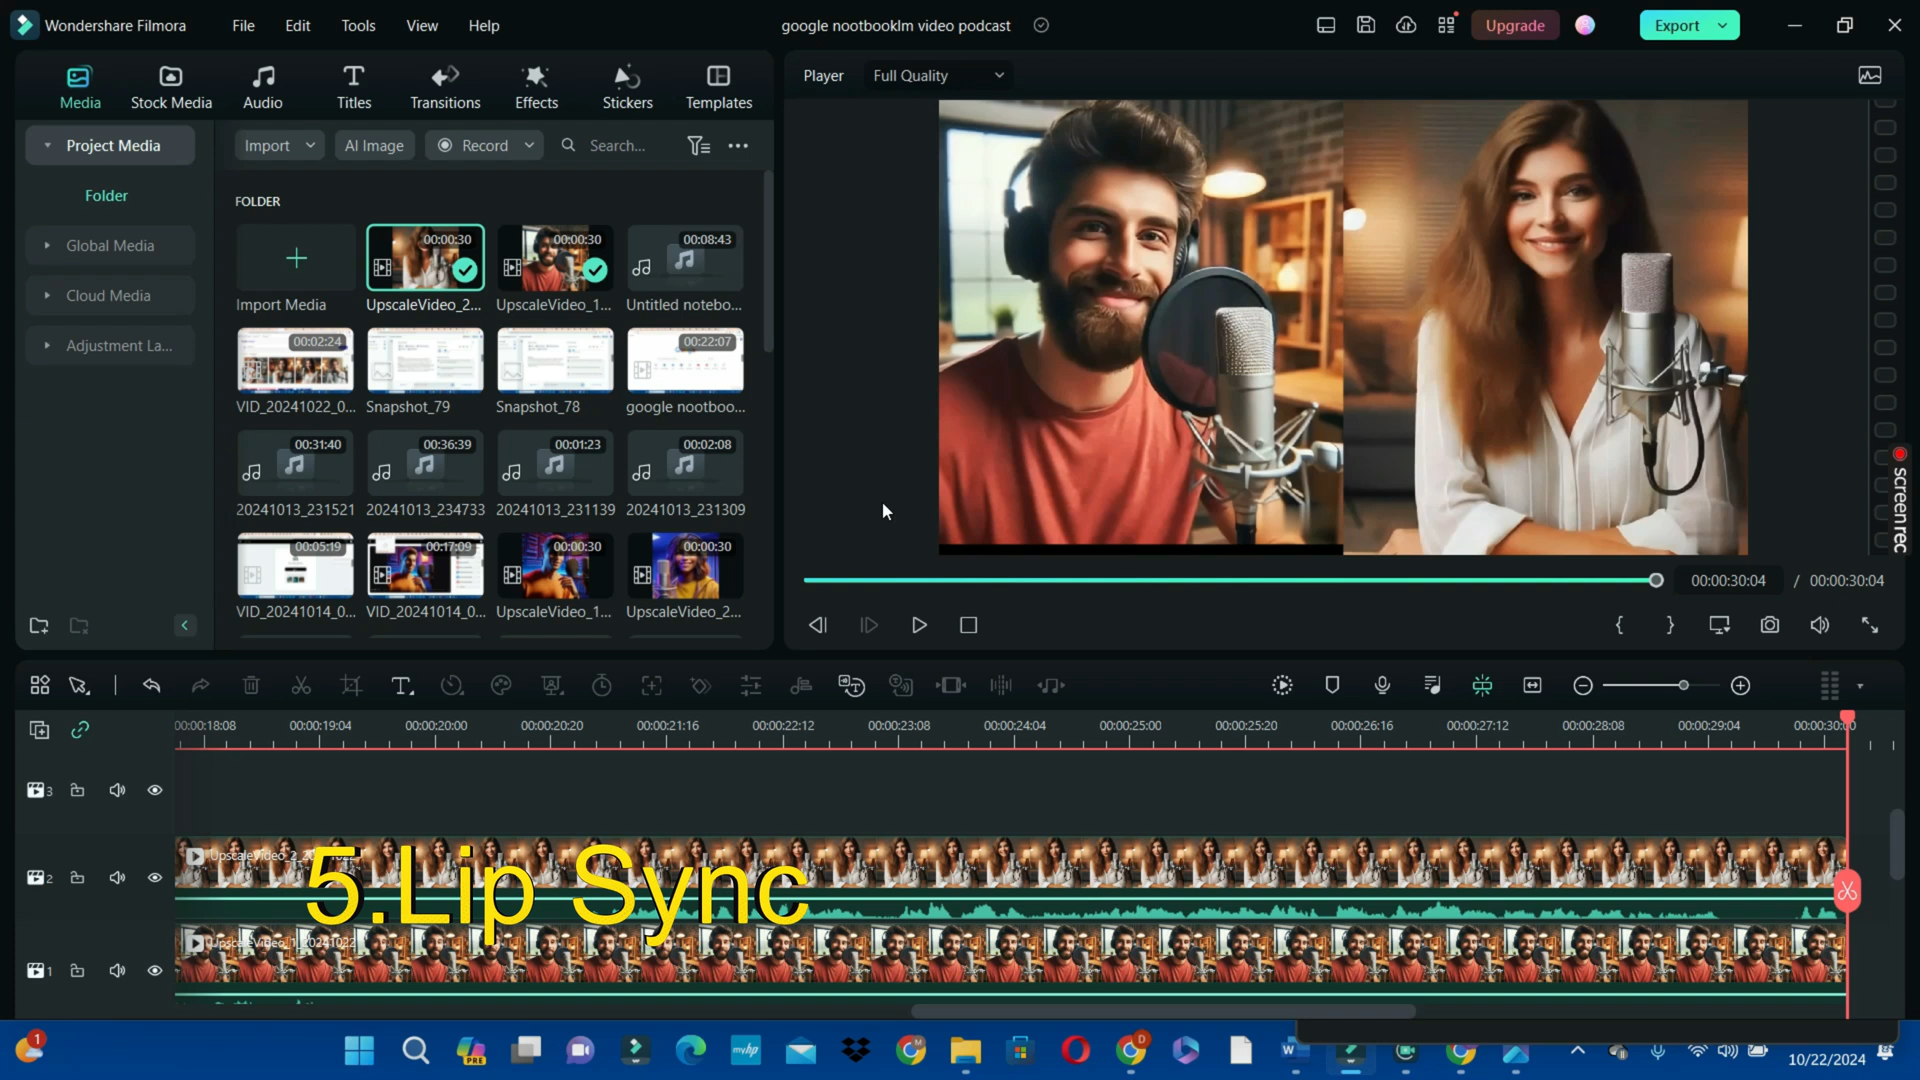 Wondershare Filmora
File
Edit
Tools
View
Help
google nootbooklm video podcast
Upgrade
Export
Media
Stock Media
Audio
Titles
Transitions
Effects
Stickers
Templates
Player
Full Quality
Project Media
Import
AI Image
Record
Search...
Folder
FOLDER
Global Media
Cloud Media
Adjustment La...
00:00:30
00:00:30
00:08:43
Import Media
UpscaleVideo_2...
UpscaleVideo_1...
Untitled notebo...
00:02:24
00:22:07
VID_20241022_0...
Snapshot_79
Snapshot_78
google nootboo...
00:31:40
00:36:39
00:01:23
00:02:08
20241013_231521
20241013_234733
20241013_231139
20241013_231309
00:05:19
00:17:09
00:00:30
00:00:30
VID_20241014_0...
VID_20241014_0...
UpscaleVideo_1...
UpscaleVideo_2...
screenrec
00:00:30:04
/ 00:00:30:04
00:00:18:08
00:00:19:04
00:00:20:00
00:00:20:20
00:00:21:16
00:00:22:12
00:00:23:08
00:00:24:04
00:00:25:00
00:00:25:20
00:00:26:16
00:00:27:12
00:00:28:08
00:00:29:04
00:00:30:00
3
2
1
5.Lip Sync
UpscaleVideo_1_20241022
1
PRE
myhp
M
D
W
10/22/2024